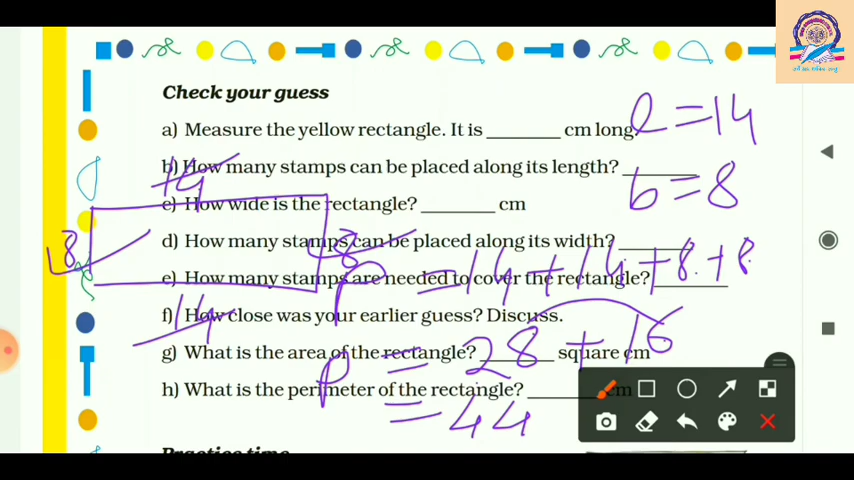 Check your guess
a) Measure the yellow rectangle. It is ________ cm long.
l = 14
b) How many stamps can be placed along its length? ________
b = 8
14
c) How wide is the rectangle? ________ cm
8
8
d) How many stamps can be placed along its width? ________
P = 14 + 14 + 8 + 8
e) How many stamps are needed to cover the rectangle? ________
14
f) How close was your earlier guess? Discuss.
g) What is the area of the rectangle? ________ square cm
P = 28 + 16
h) What is the perimeter of the rectangle? ________ cm
= 44
Practice time